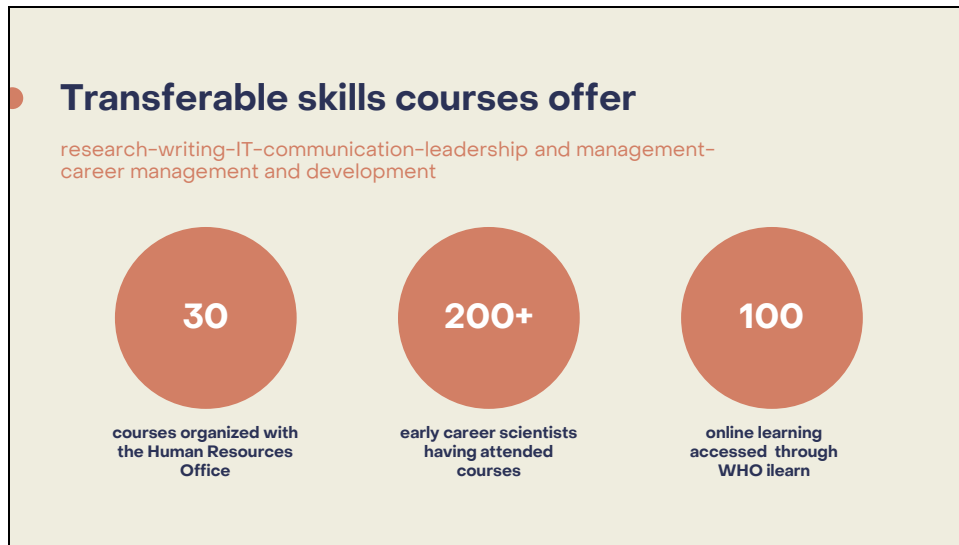 Transferable skills courses offer
research-writing-IT-communication-leadership and management-
career management and development
30
courses organized with
the Human Resources
Office
200+
early career scientists
having attended
courses
100
online learning
accessed  through
WHO ilearn